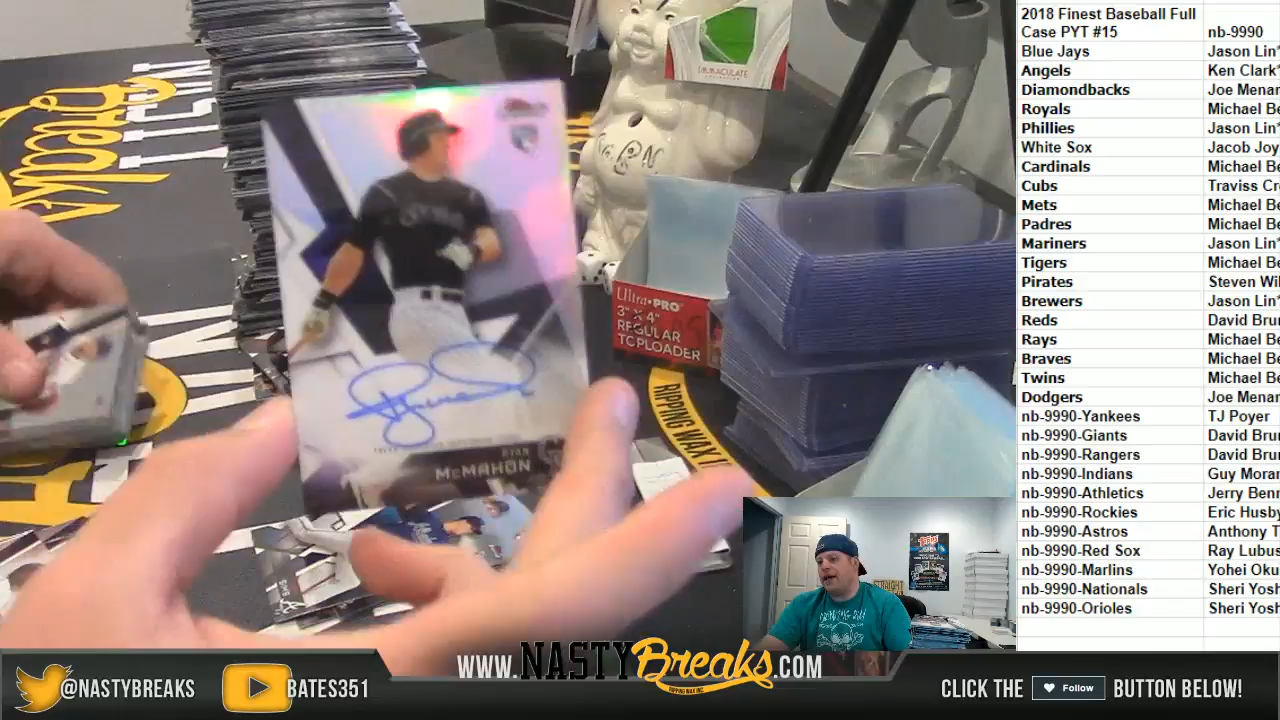 2018 Finest Baseball Full
Case PYT #15 nb-9990
Blue Jays Jason Lin*
Angels Ken Clark*
Diamondbacks Joe Menar
Royals Michael Be
Phillies Jason Lin*
White Sox Jacob Joy
Cardinals Michael Be
Cubs Traviss Cr
Mets Michael Be
Padres Michael Be
Mariners Jason Lin*
Tigers Michael Be
Pirates Steven Wil
Brewers Jason Lin*
Reds David Brun
Rays Michael Be
Braves Michael Be
Twins Michael Be
Dodgers Joe Menar
nb-9990-Yankees TJ Poyer
nb-9990-Giants David Brun
nb-9990-Rangers David Brun
nb-9990-Indians Guy Moran
nb-9990-Athletics Jerry Benn
nb-9990-Rockies Eric Husby
nb-9990-Astros Anthony T
nb-9990-Red Sox Ray Lubus
nb-9990-Marlins Yohei Oku
nb-9990-Nationals Sheri Yosh
nb-9990-Orioles Sheri Yosh
IMMACULATE
Ultra•PRO
3" X 4"
REGULAR
TOPLOADER
RIPPING WAX
RYAN
McMAHON
@NASTYBREAKS
BATES351
WWW.NASTYBreaks.COM
RIPPING WAX INC
CLICK THE Follow BUTTON BELOW!